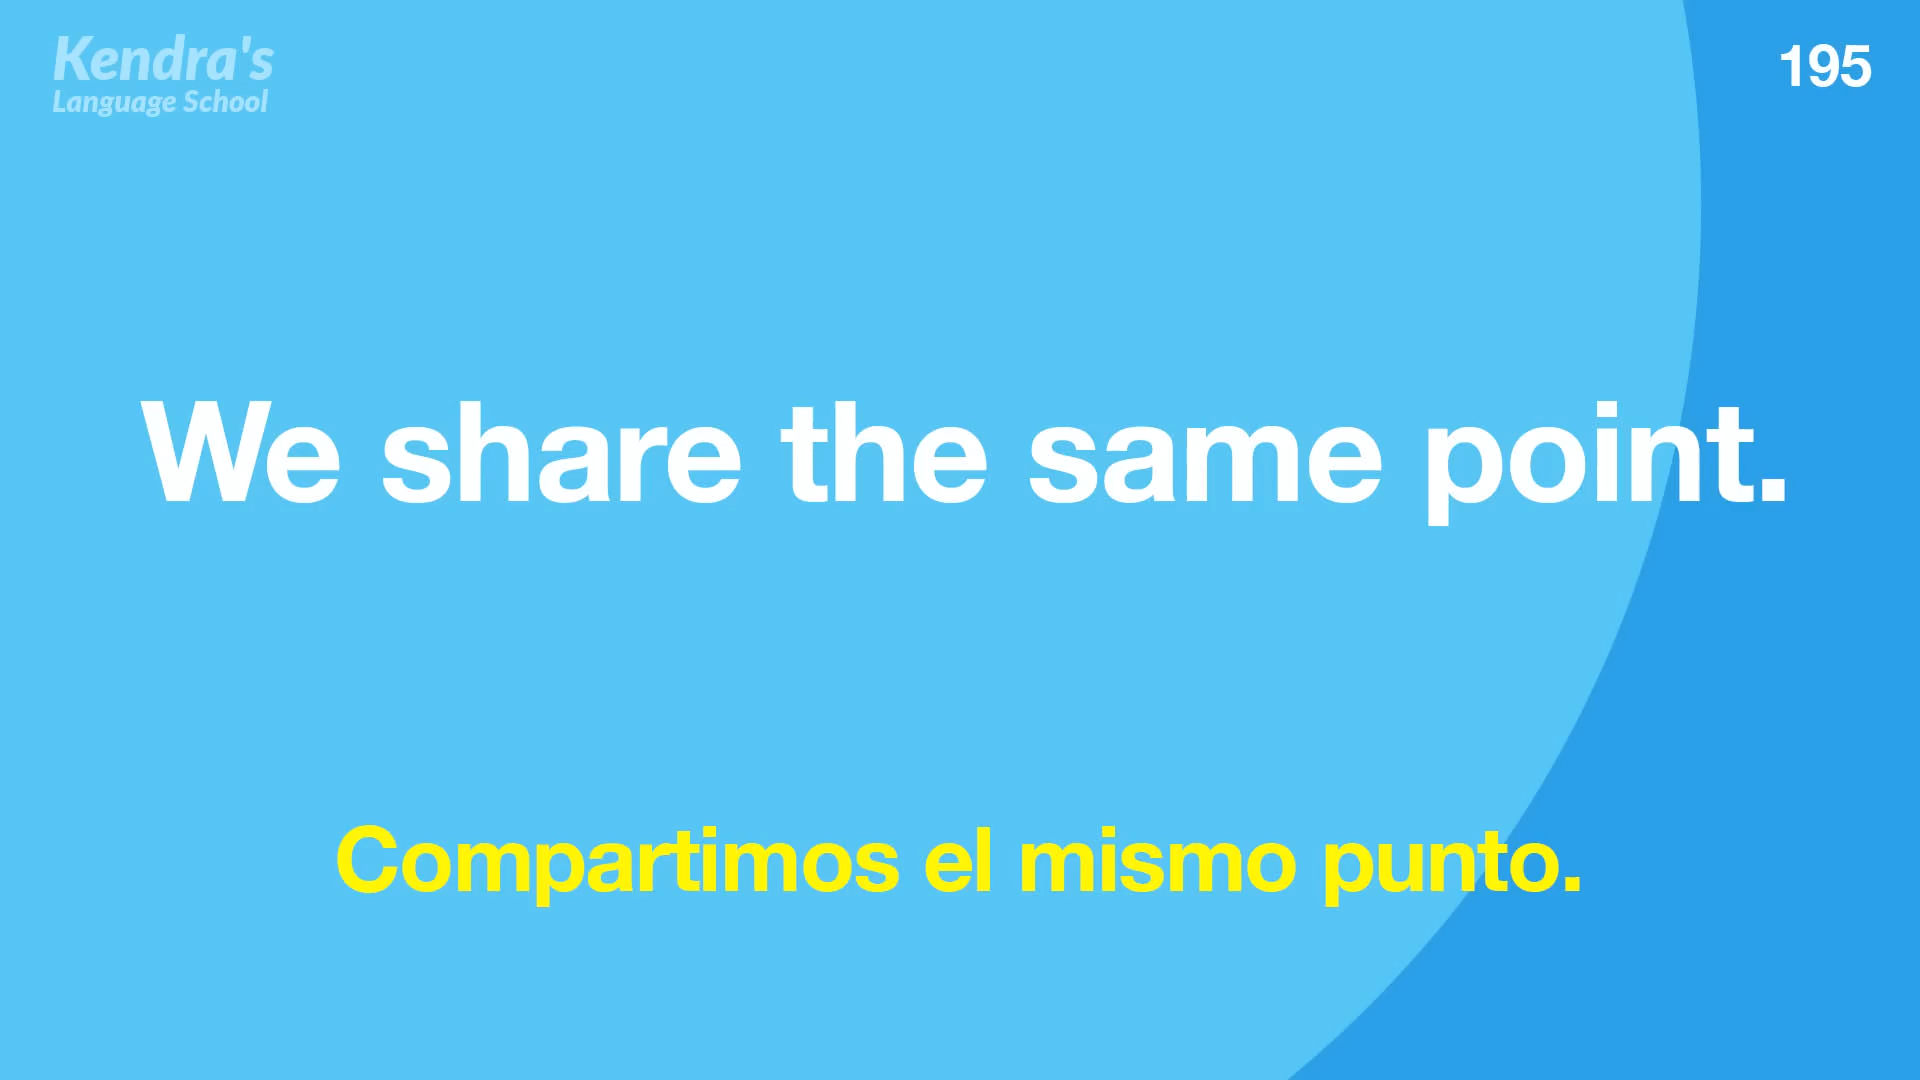 Kendra's
Language School
195
We share the same point.
Compartimos el mismo punto.